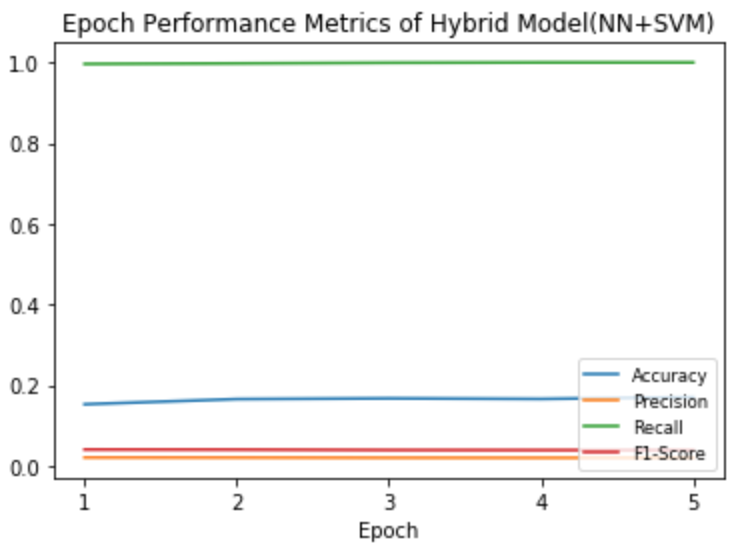 Epoch Performance Metrics of Hybrid Model(NN+SVM)
1.0
0.8
0.6
0.4
0.2
0.0
Accuracy
Precision
Recall
F1-Score
1 2 3 4 5
Epoch